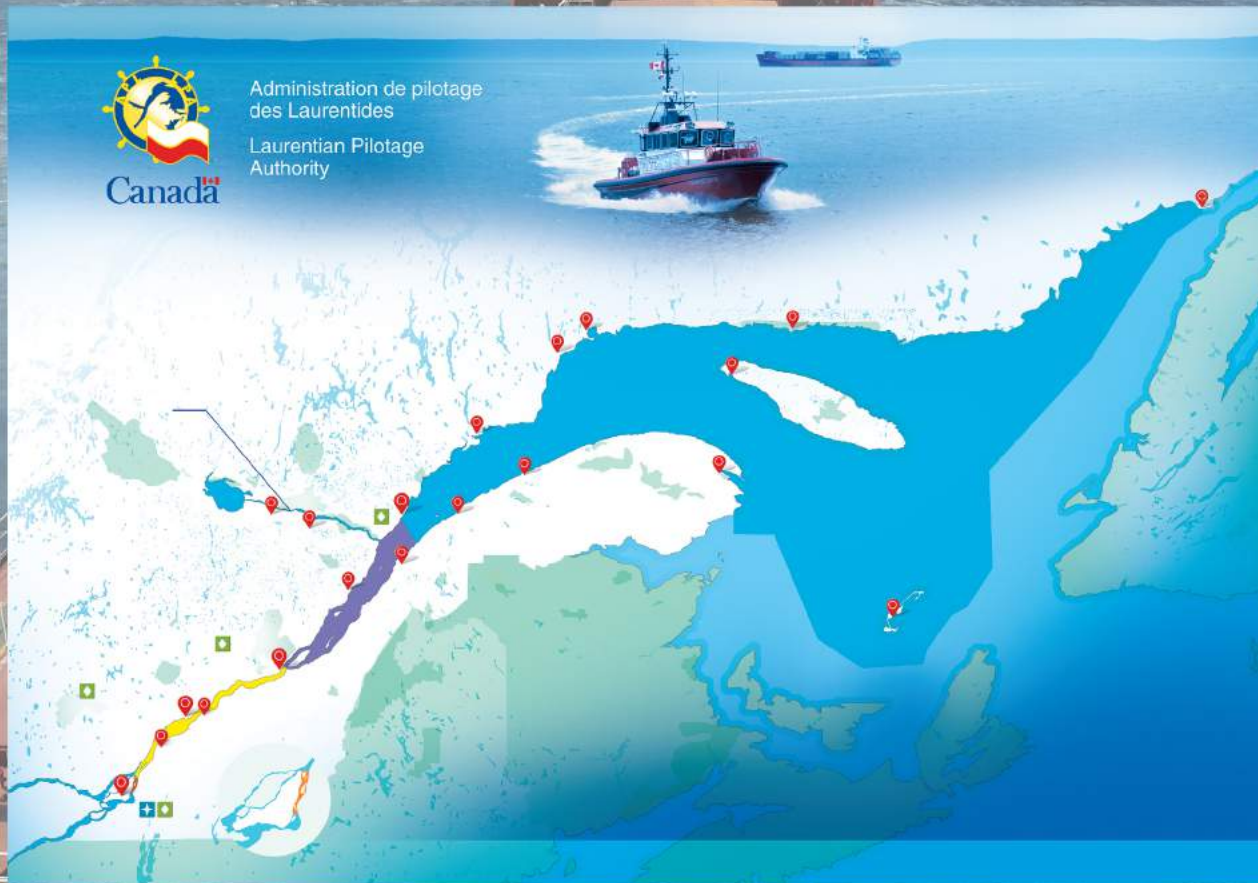 Administration de pilotage
des Laurentides
Laurentian Pilotage
Authority
Canada